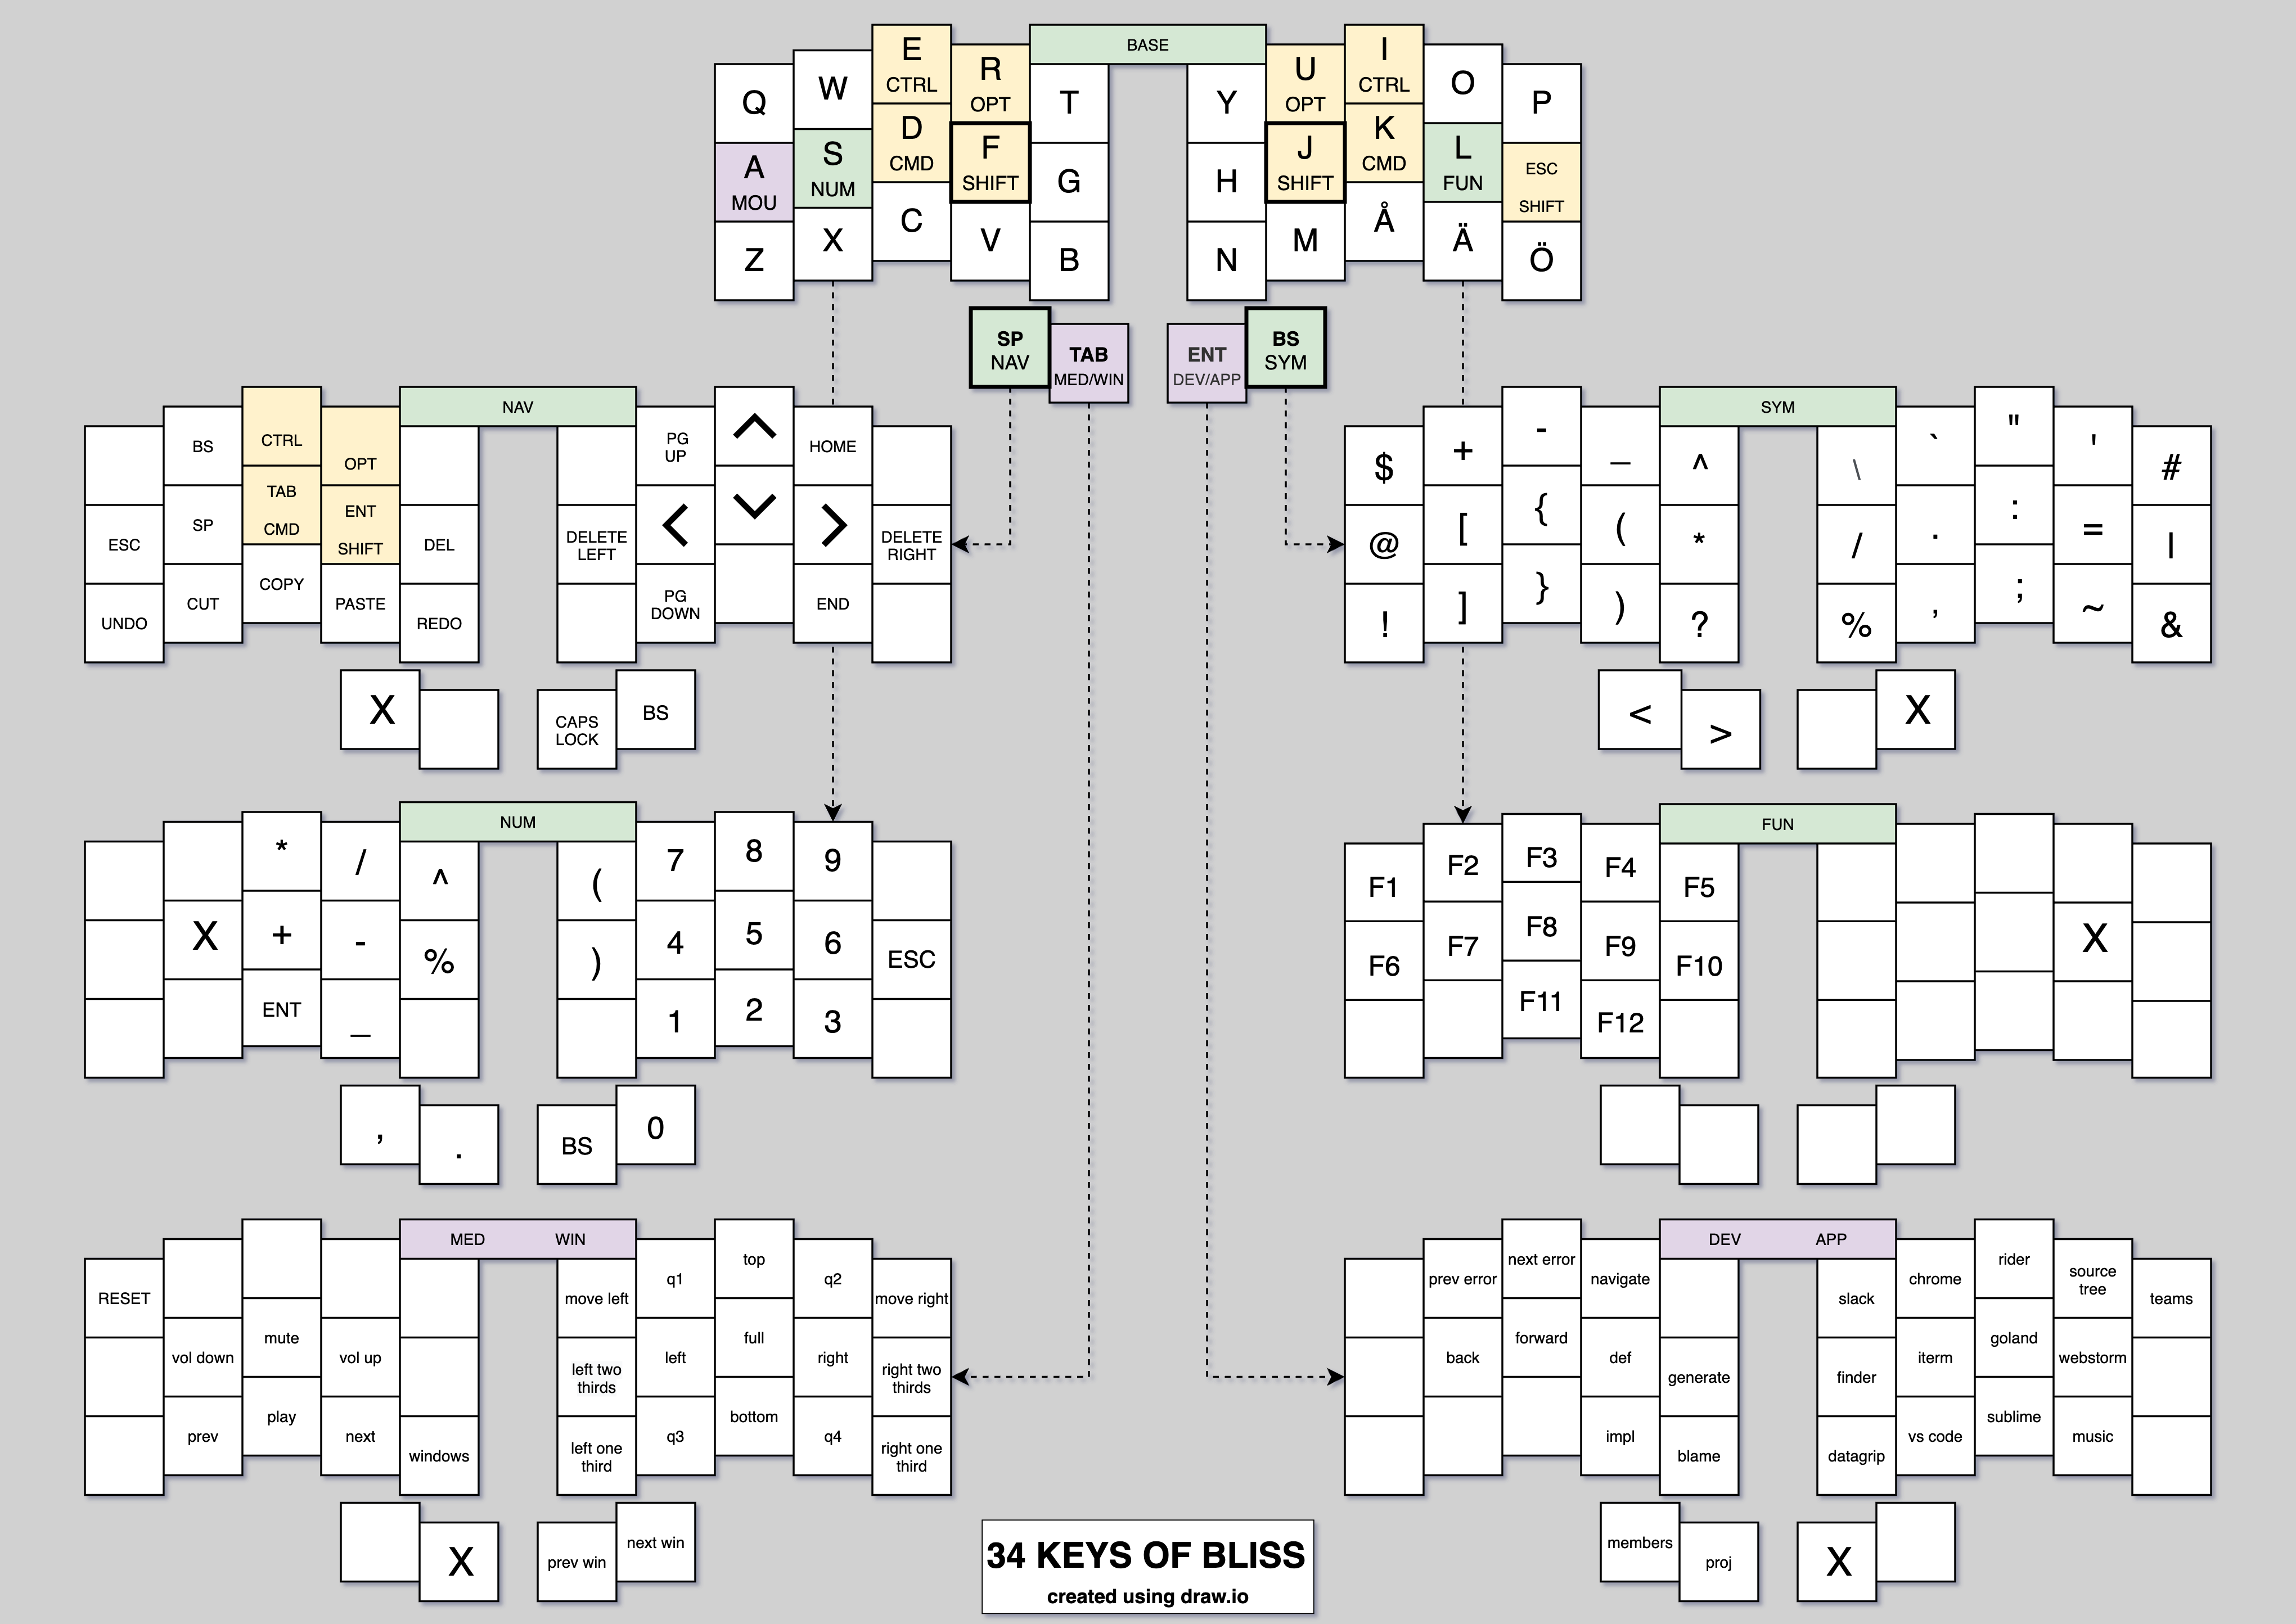 BASE
Q W E R T Y U I O P
CTRL OPT OPT CTRL
A S D F G H J K L ESC
MOU NUM CMD SHIFT SHIFT CMD FUN SHIFT
Z X C V B N M Å Ä Ö
SP TAB ENT BS
NAV MED/WIN DEV/APP SYM
NAV
BS CTRL OPT PG UP ^ HOME
ESC SP TAB CMD ENT SHIFT DEL DELETE LEFT < ⌄ > DELETE RIGHT
UNDO CUT COPY PASTE REDO PG DOWN END
X CAPS LOCK BS
SYM
$ + - _ ^ \ ` " ' #
@ [ { ( * / . : = |
! ] } ) ? % , ; ~ &
< > X
NUM
* / ^ ( 7 8 9
X + - % ) 4 5 6 ESC
ENT _ 1 2 3
, . BS 0
FUN
F1 F2 F3 F4 F5
F6 F7 F8 F9 F10 X
F11 F12
MED WIN
RESET move left q1 top q2 move right
vol down mute vol up left two thirds left full right right two thirds
prev play next windows left one third q3 bottom q4 right one third
X prev win next win
DEV APP
prev error next error navigate slack chrome rider source tree teams
back forward def generate finder iterm goland webstorm
impl blame datagrip vs code sublime music
members proj X
34 KEYS OF BLISS
created using draw.io